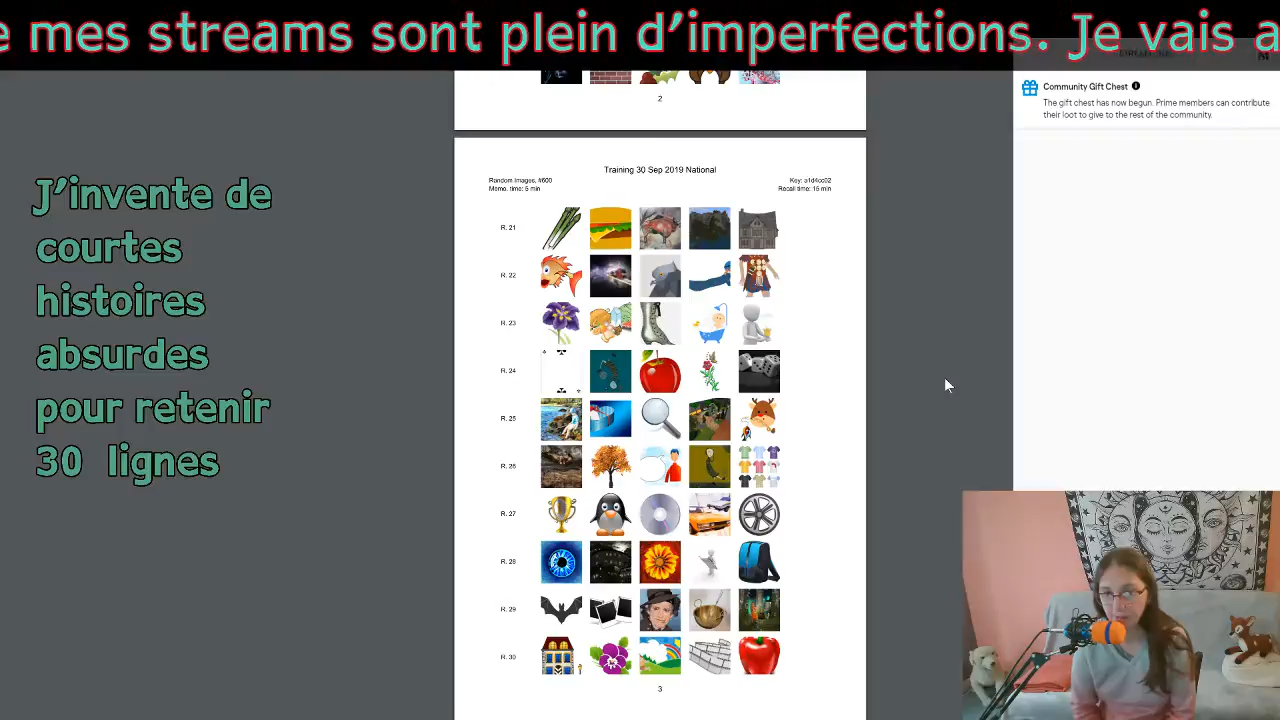 e mes streams sont plein d’imperfections. Je vais a
Community Gift Chest
The gift chest has now begun. Prime members can contribute
their loot to give to the rest of the community.
2
J’invente de
courtes
histoires
absurdes
pour retenir
30 lignes
Training 30 Sep 2019 National
Random Images, #600
Key: a1d4cc02
Memo. time: 5 min
Recall time: 15 min
R. 21
R. 22
R. 23
R. 24
R. 25
R. 26
R. 27
R. 28
R. 29
R. 30
3